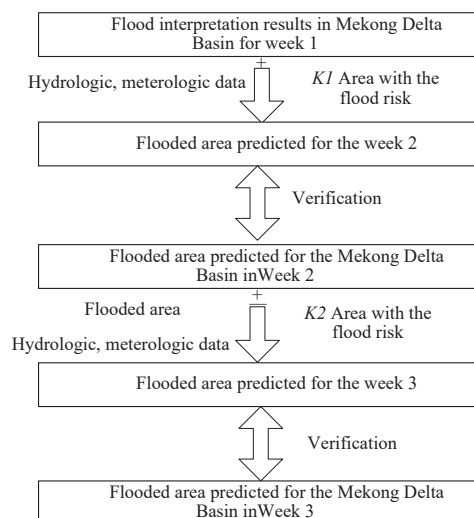 Flood interpretation results in Mekong Delta
Basin for week 1
+
Hydrologic, meterologic data
K1 Area with the
flood risk
Flooded area predicted for the week 2
Verification
Flooded area predicted for the Mekong Delta
Basin inWeek 2
+
Flooded area
K2 Area with the
flood risk
Hydrologic, meterologic data
Flooded area predicted for the week 3
Verification
Flooded area predicted for the Mekong Delta
Basin inWeek 3